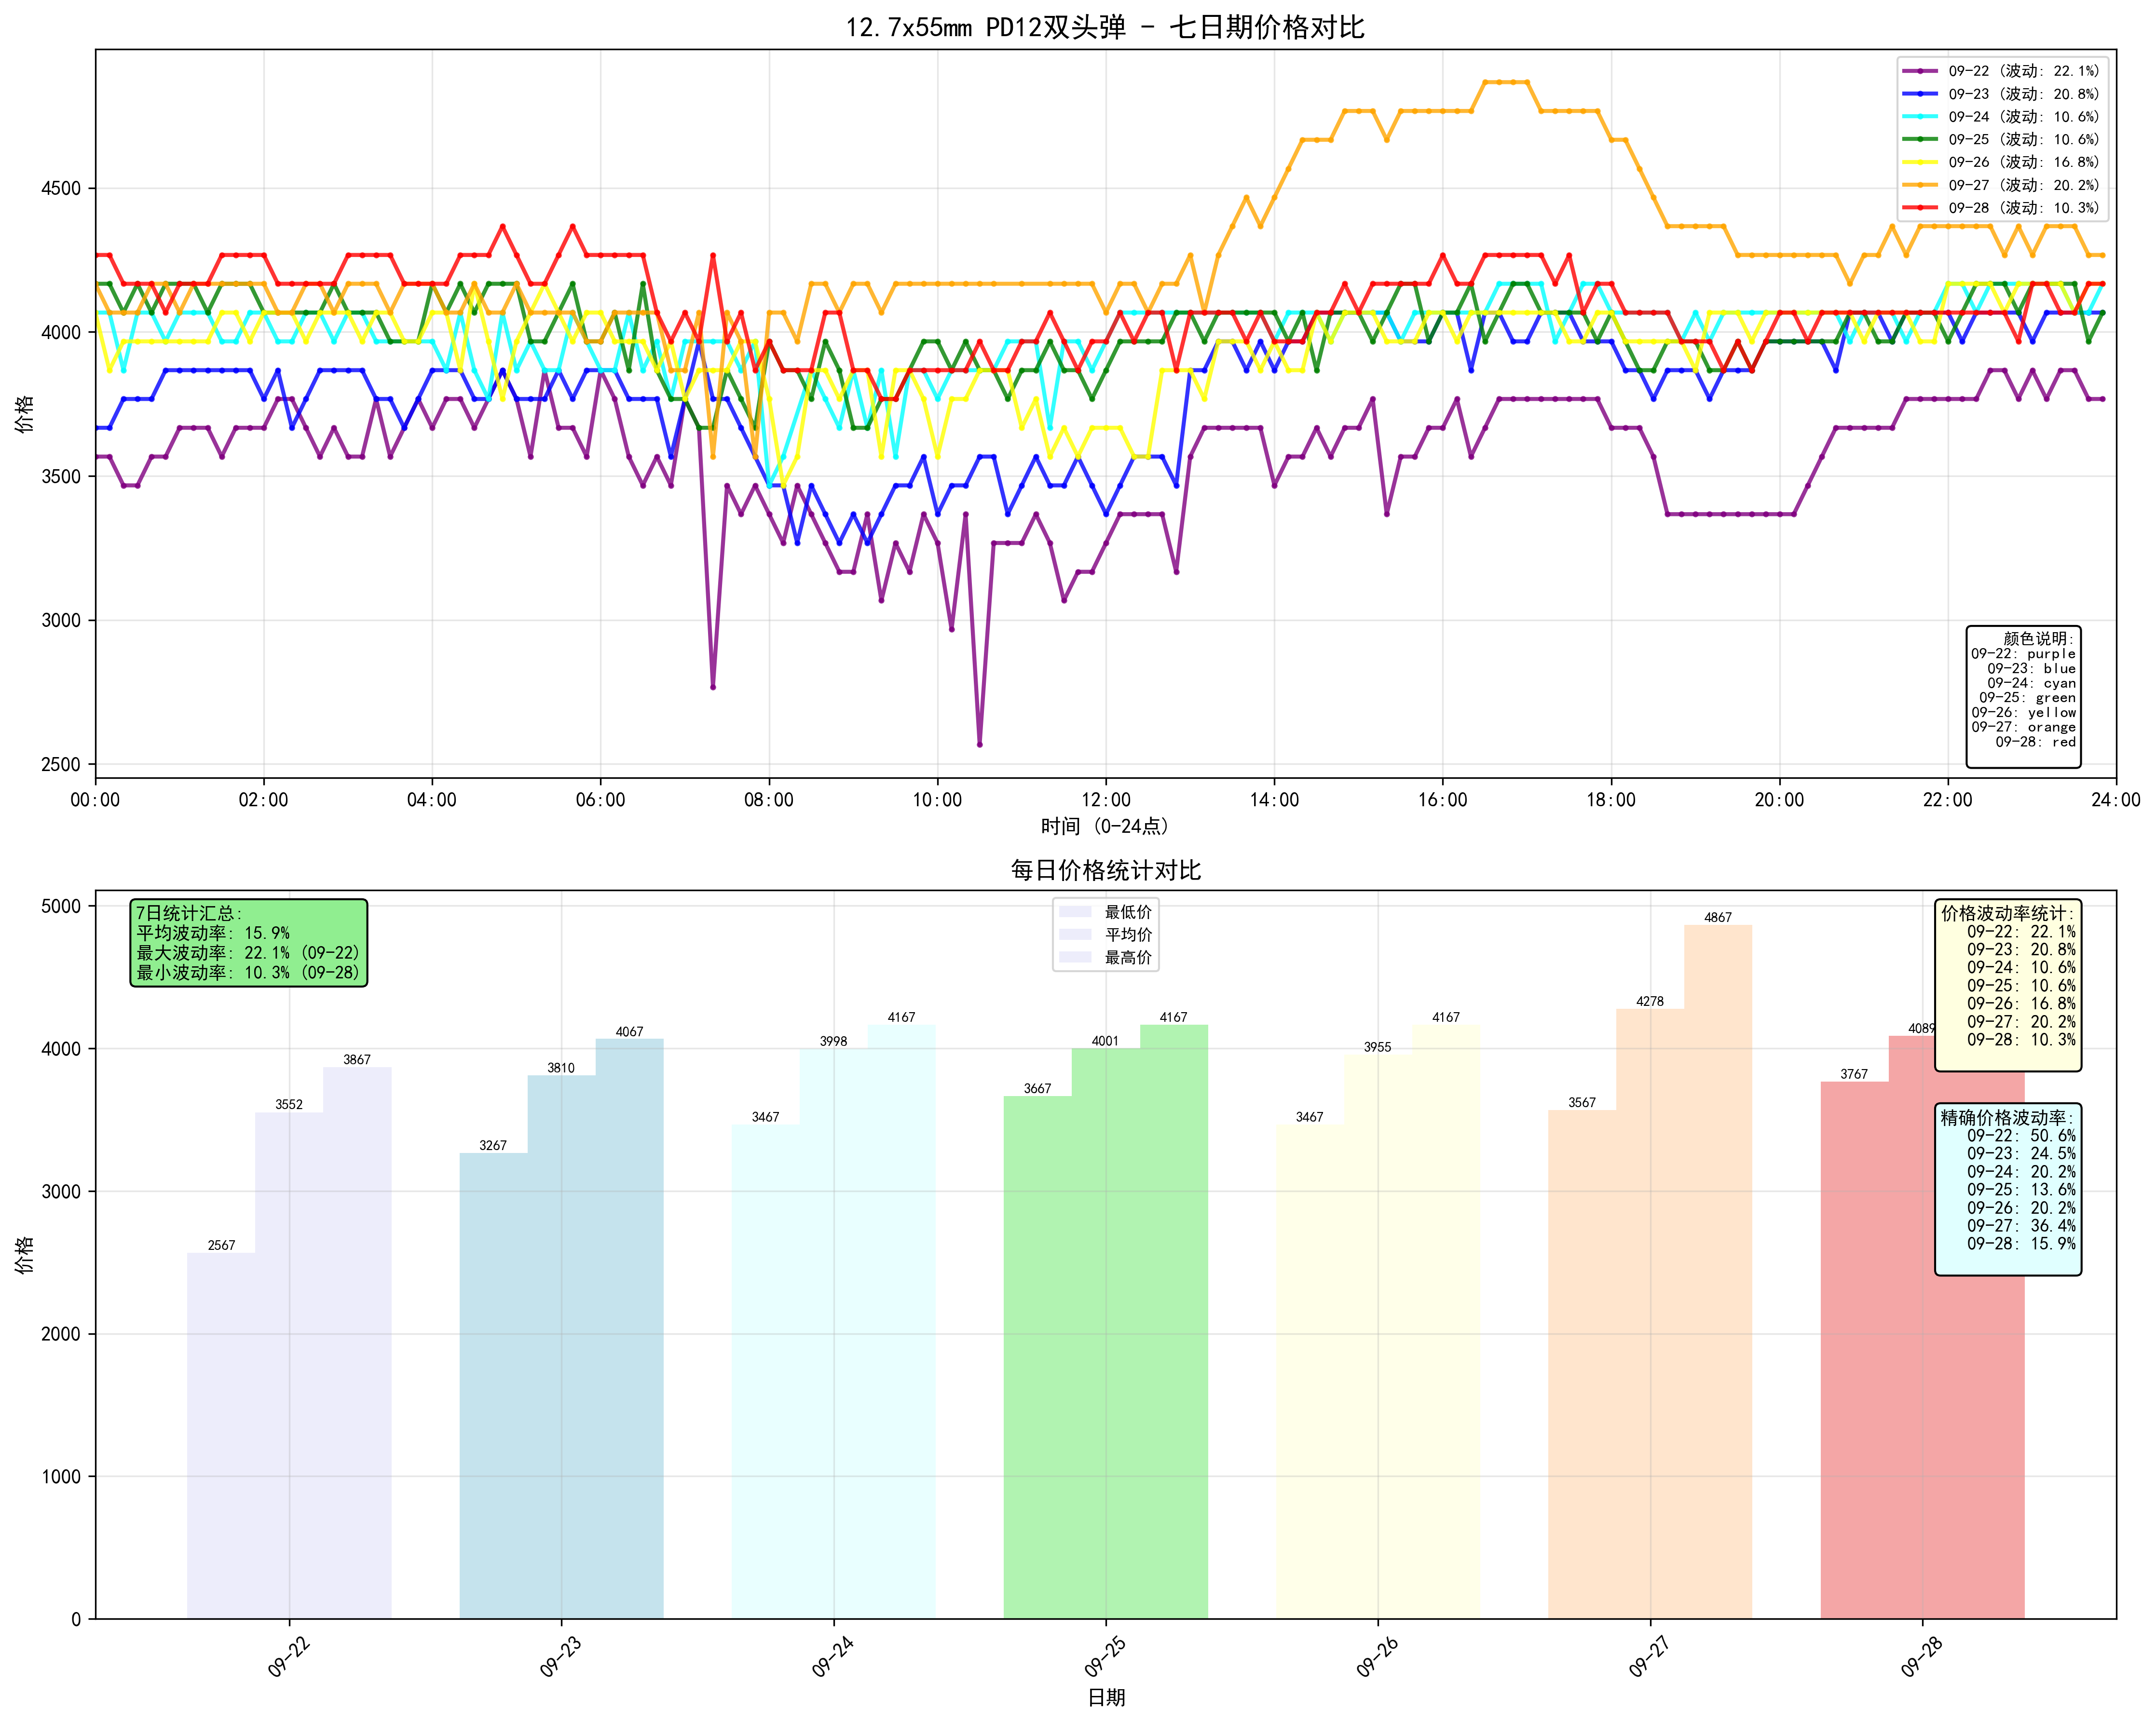 12.7x55mm PD12双头弹 - 七日期价格对比
09-22 (波动: 22.1%)
09-23 (波动: 20.8%)
09-24 (波动: 10.6%)
09-25 (波动: 10.6%)
09-26 (波动: 16.8%)
09-27 (波动: 20.2%)
09-28 (波动: 10.3%)
价格
4500
4000
3500
3000
2500
颜色说明:
09-22: purple
09-23: blue
09-24: cyan
09-25: green
09-26: yellow
09-27: orange
09-28: red
00:00 02:00 04:00 06:00 08:00 10:00 12:00 14:00 16:00 18:00 20:00 22:00 24:00
时间 (0-24点)
每日价格统计对比
7日统计汇总:
平均波动率: 15.9%
最大波动率: 22.1% (09-22)
最小波动率: 10.3% (09-28)
最低价
平均价
最高价
价格波动率统计:
09-22: 22.1%
09-23: 20.8%
09-24: 10.6%
09-25: 10.6%
09-26: 16.8%
09-27: 20.2%
09-28: 10.3%
精确价格波动率:
09-22: 50.6%
09-23: 24.5%
09-24: 20.2%
09-25: 13.6%
09-26: 20.2%
09-27: 36.4%
09-28: 15.9%
价格
5000
4000
3000
2000
1000
0
2567 3552 3867
3267 3810 4067
3467 3998 4167
3667 4001 4167
3467 3955 4167
3567 4278 4867
3767 4089
09-22 09-23 09-24 09-25 09-26 09-27 09-28
日期